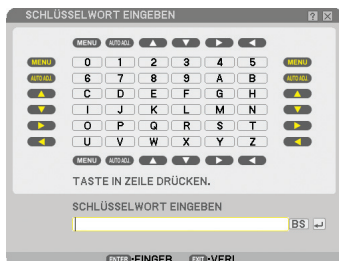 SCHLÜSSELWORT EINGEBEN
MENU AUTO ADJ.
MENU 0 1 2 3 4 5 MENU
AUTO ADJ. 6 7 8 9 A B AUTO ADJ.
C D E F G H
I J K L M N
O P Q R S T
U V W X Y Z
MENU AUTO ADJ.
TASTE IN ZEILE DRÜCKEN.
SCHLÜSSELWORT EINGEBEN
BS
ENTER :EINGEB. EXIT :VERL.